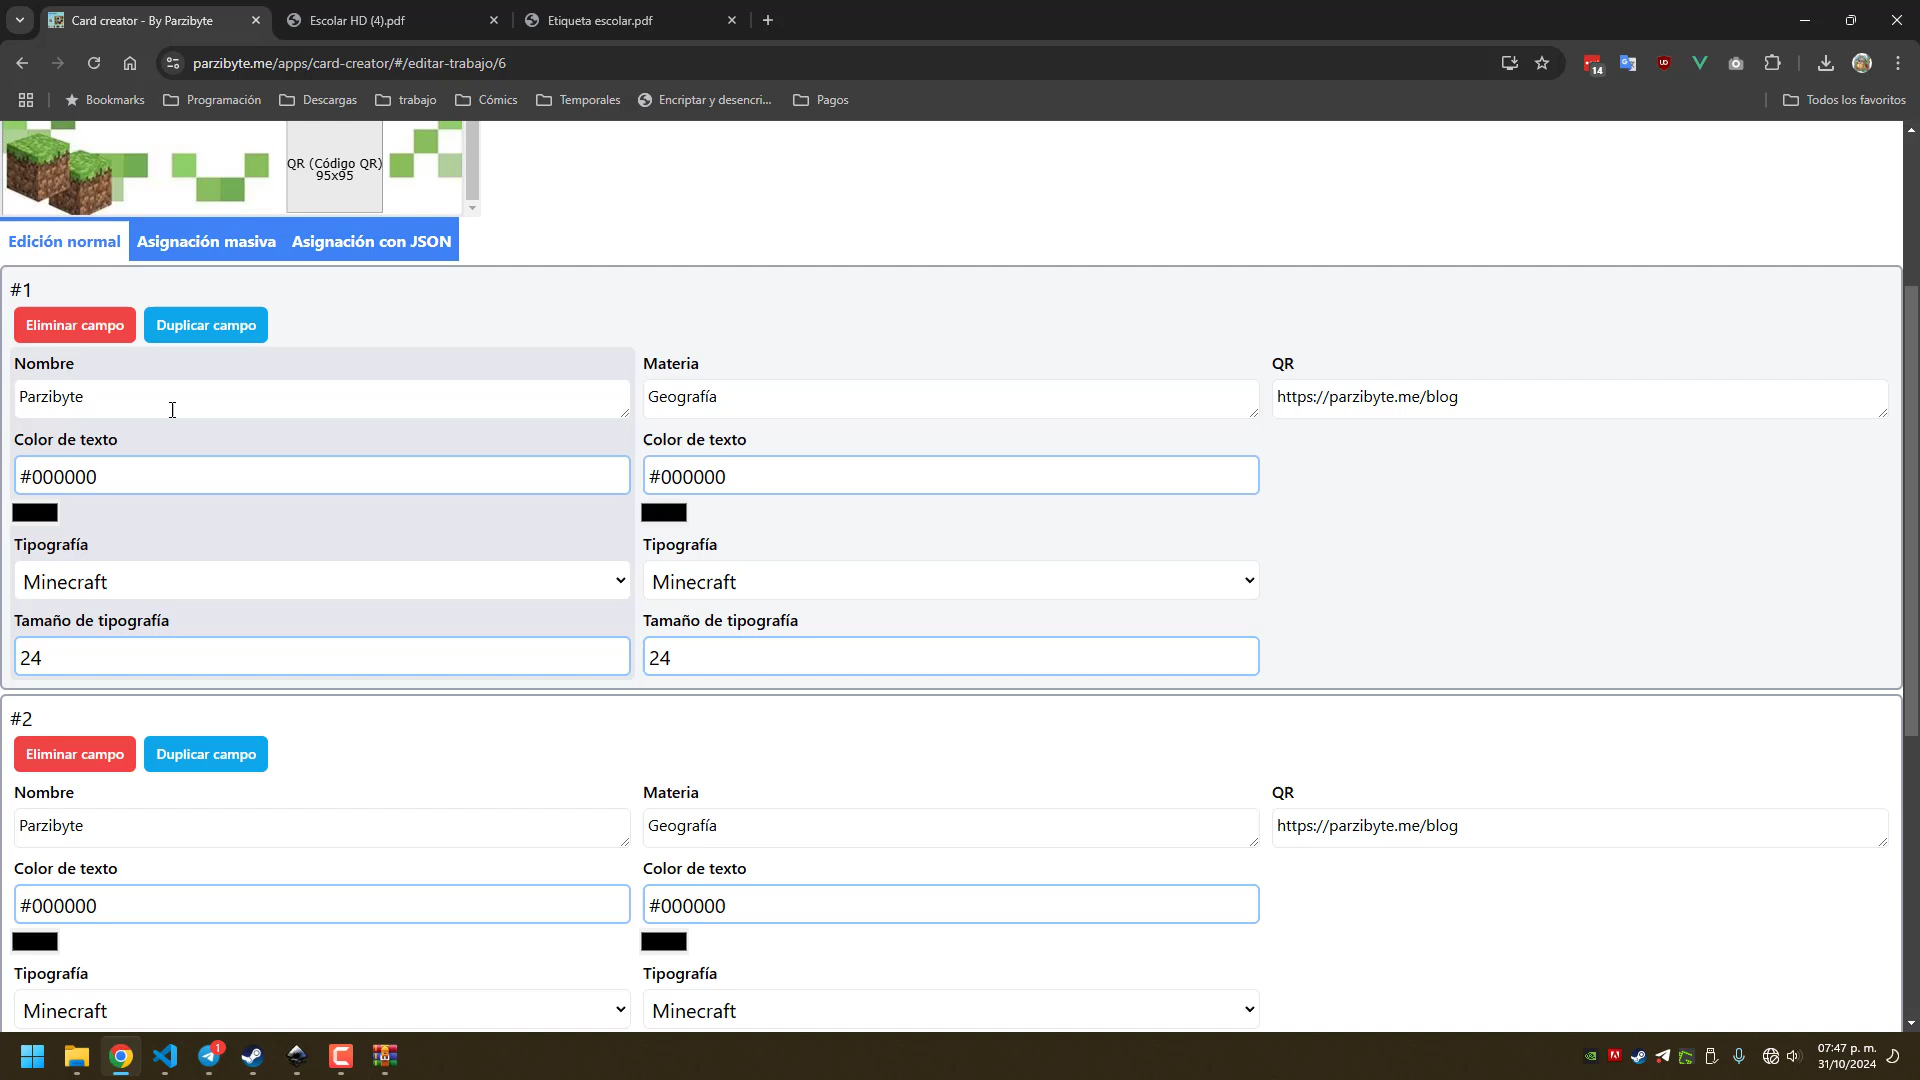 Card creator - By Parzibyte
Escolar HD (4).pdf
Etiqueta escolar.pdf
parzibyte.me/apps/card-creator/#/editar-trabajo/6
14
Bookmarks
Programación
Descargas
trabajo
Cómics
Temporales
Encriptar y desencri...
Pagos
Todos los favoritos
QR (Código QR)
95x95
Edición normal
Asignación masiva
Asignación con JSON
#1
Eliminar campo
Duplicar campo
Nombre
Materia
QR
Parzibyte
Geografía
https://parzibyte.me/blog
Color de texto
Color de texto
#000000
#000000
Tipografía
Tipografía
Minecraft
Minecraft
Tamaño de tipografía
Tamaño de tipografía
24
24
#2
Eliminar campo
Duplicar campo
Nombre
Materia
QR
Parzibyte
Geografía
https://parzibyte.me/blog
Color de texto
Color de texto
#000000
#000000
Tipografía
Tipografía
Minecraft
Minecraft
1
07:47 p. m.
31/10/2024